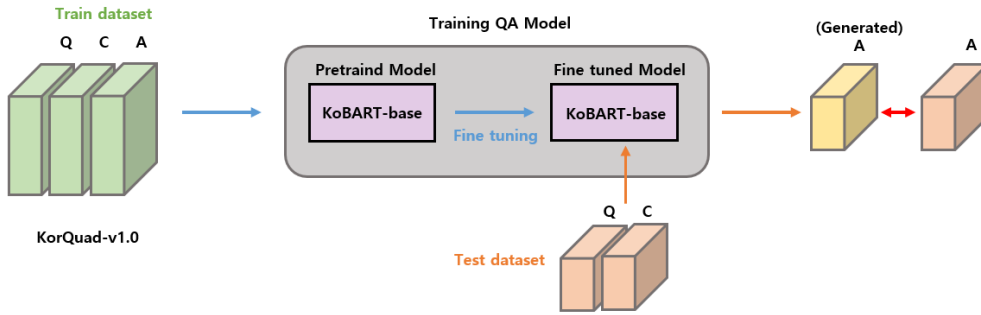 Training QA Model
Train dataset
Q C A
KorQuad-v1.0
Pretraind Model
KoBART-base
Fine tuning
Fine tuned Model
KoBART-base
Q C
Test dataset
(Generated)
A
A